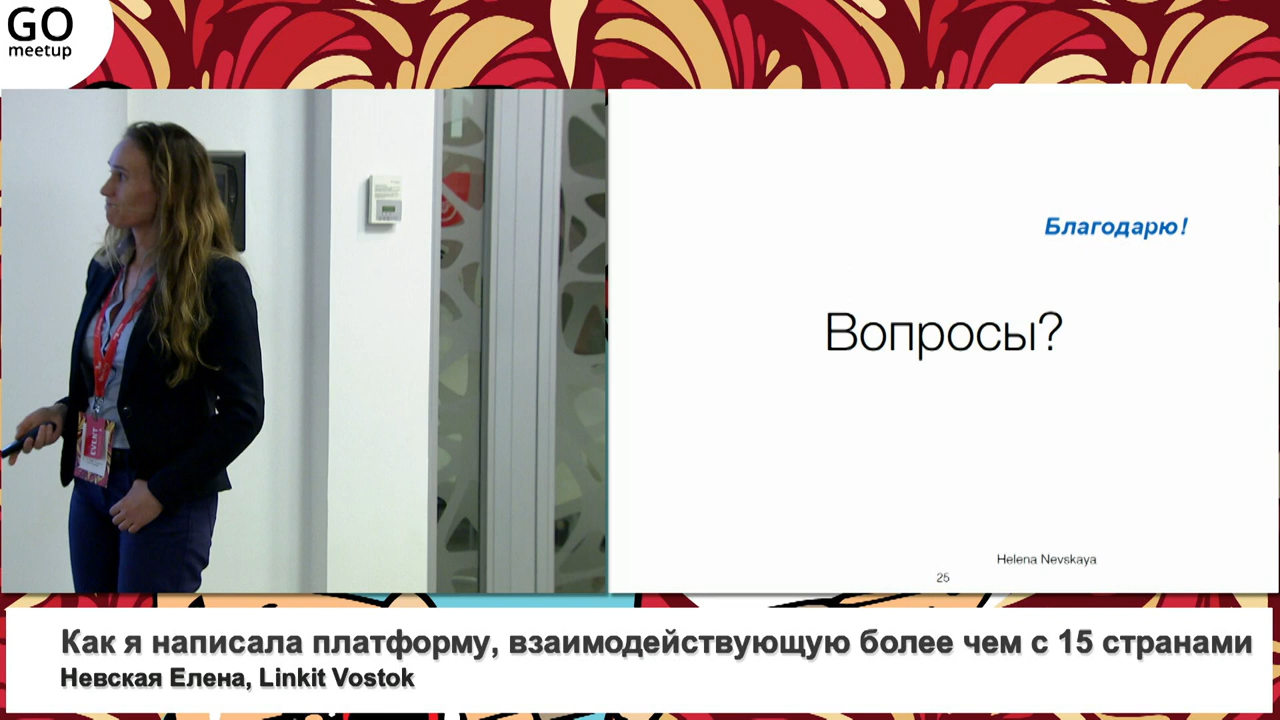 GO
meetup
EVENT
Благодарю!
Вопросы?
Helena Nevskaya
25
Как я написала платформу, взаимодействующую более чем с 15 странами
Невская Елена, Linkit Vostok